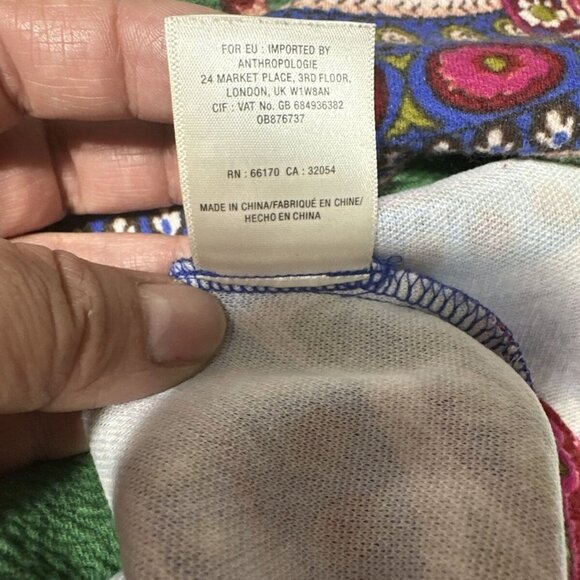 FOR EU : IMPORTED BY
ANTHROPOLOGIE
24 MARKET PLACE, 3RD FLOOR,
LONDON, UK W1W8AN
CIF : VAT No. GB 684936382
OB876737
RN : 66170 CA : 32054
MADE IN CHINA/FABRIQUÉ EN CHINE/
HECHO EN CHINA